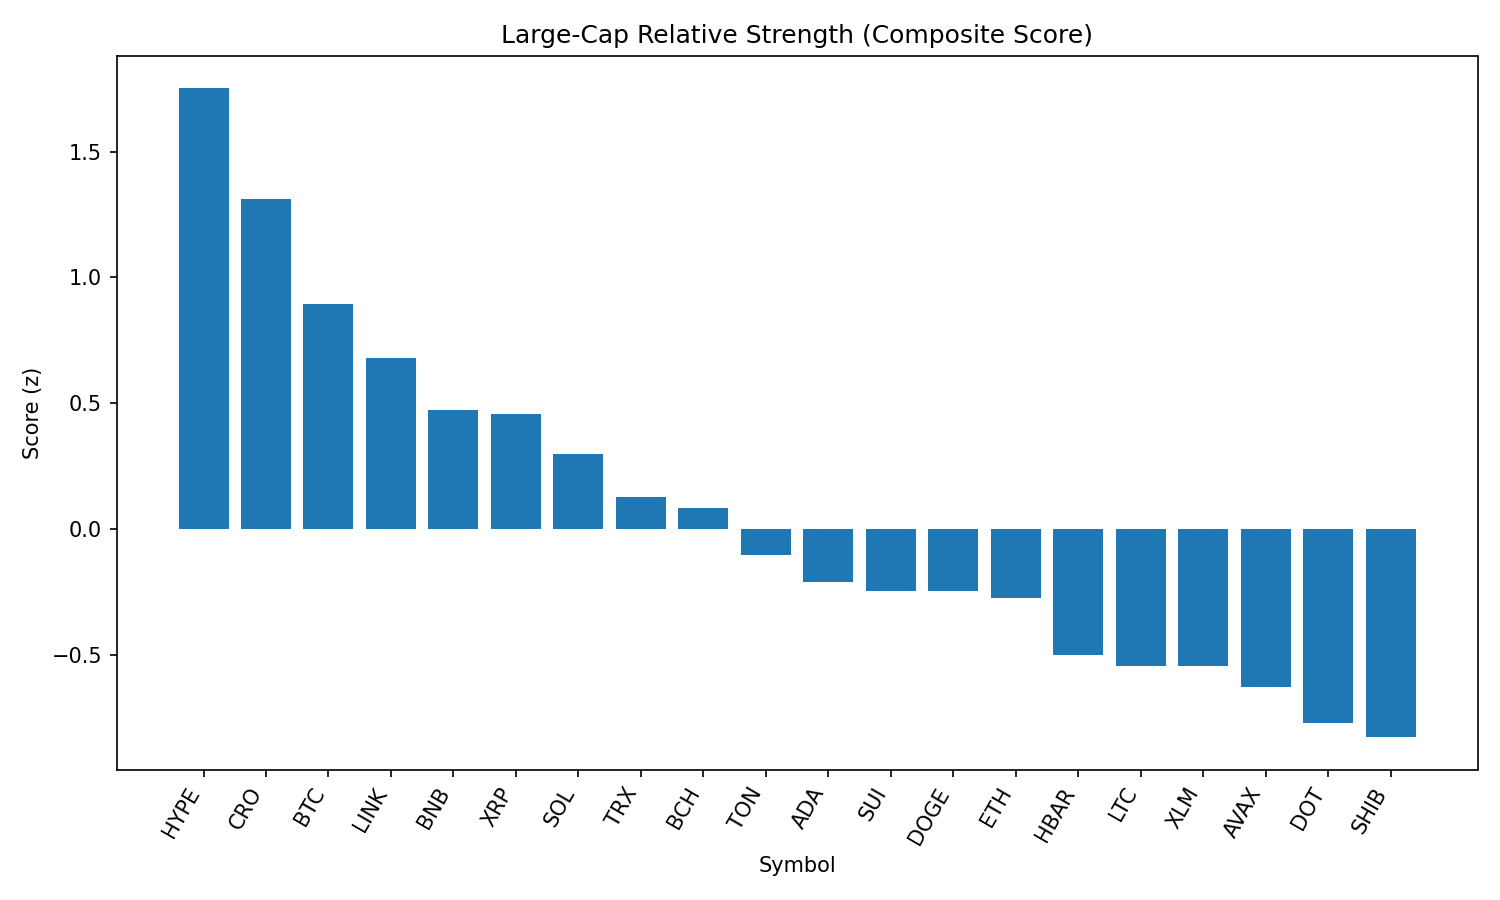 Large-Cap Relative Strength (Composite Score)
Score (z)
1.5
1.0
0.5
0.0
−0.5
HYPE
CRO
BTC
LINK
BNB
XRP
SOL
TRX
BCH
TON
ADA
SUI
DOGE
ETH
HBAR
LTC
XLM
AVAX
DOT
SHIB
Symbol